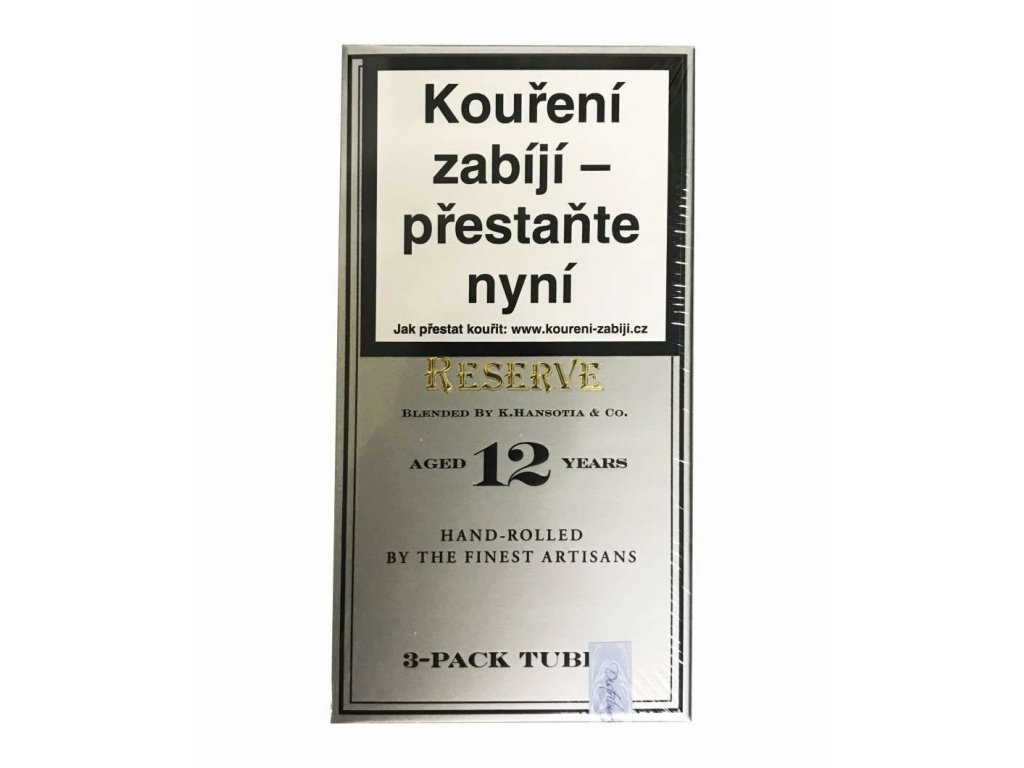 Kouření
zabíjí –
přestaňte
nyní
Jak přestat kouřit: www.koureni-zabiji.cz
RESERVE
BLENDED BY K.HANSOTIA & CO.
AGED 12 YEARS
HAND-ROLLED
BY THE FINEST ARTISANS
3-PACK